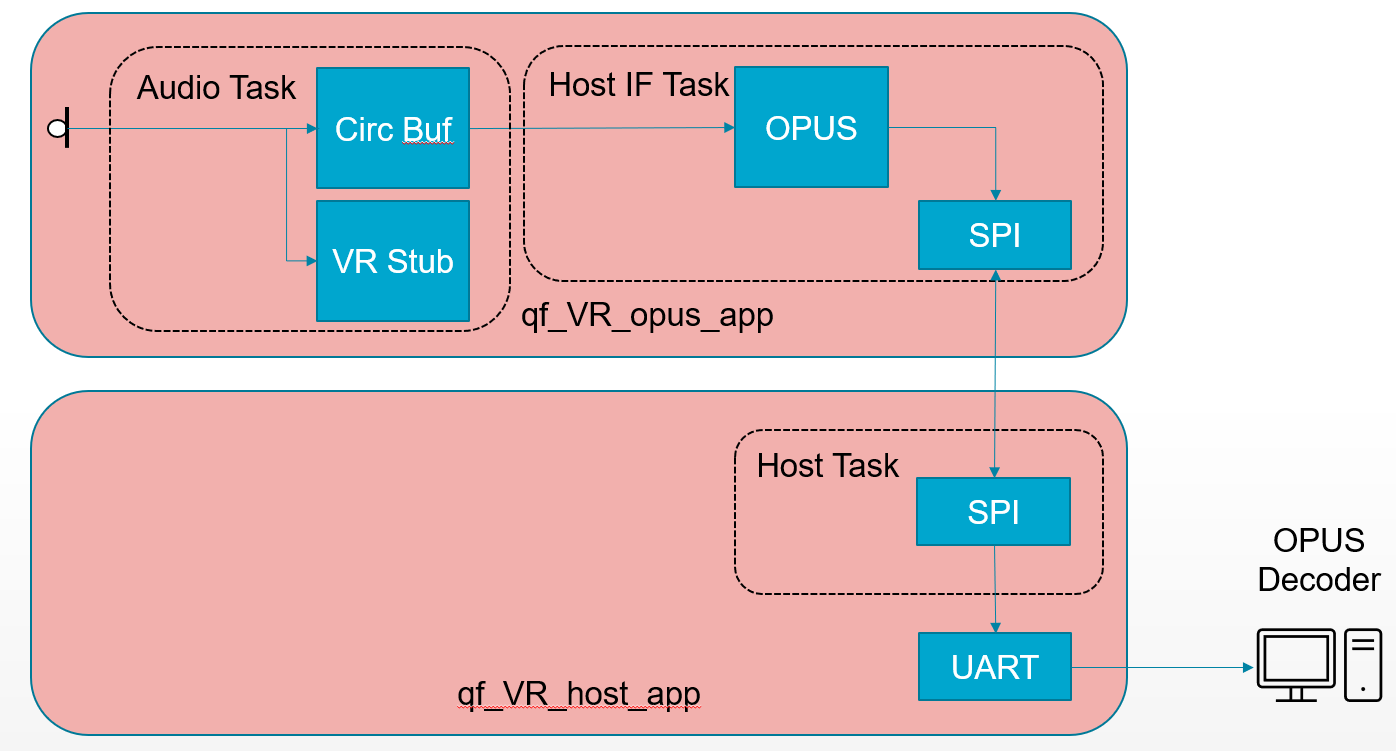 Audio Task
Circ Buf
VR Stub
Host IF Task
OPUS
SPI
qf_VR_opus_app
Host Task
SPI
UART
qf_VR_host_app
OPUS
Decoder